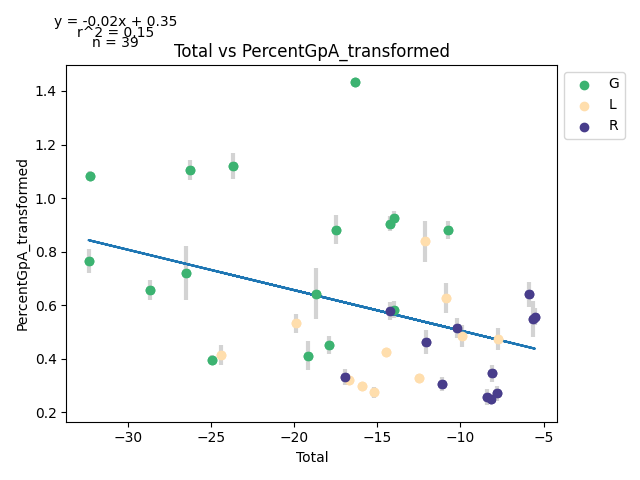 y = -0.02x + 0.35
r^2 = 0.15
n = 39
Total vs PercentGpA_transformed
G
L
R
PercentGpA_transformed
1.4
1.2
1.0
0.8
0.6
0.4
0.2
−30
−25
−20
−15
−10
−5
Total